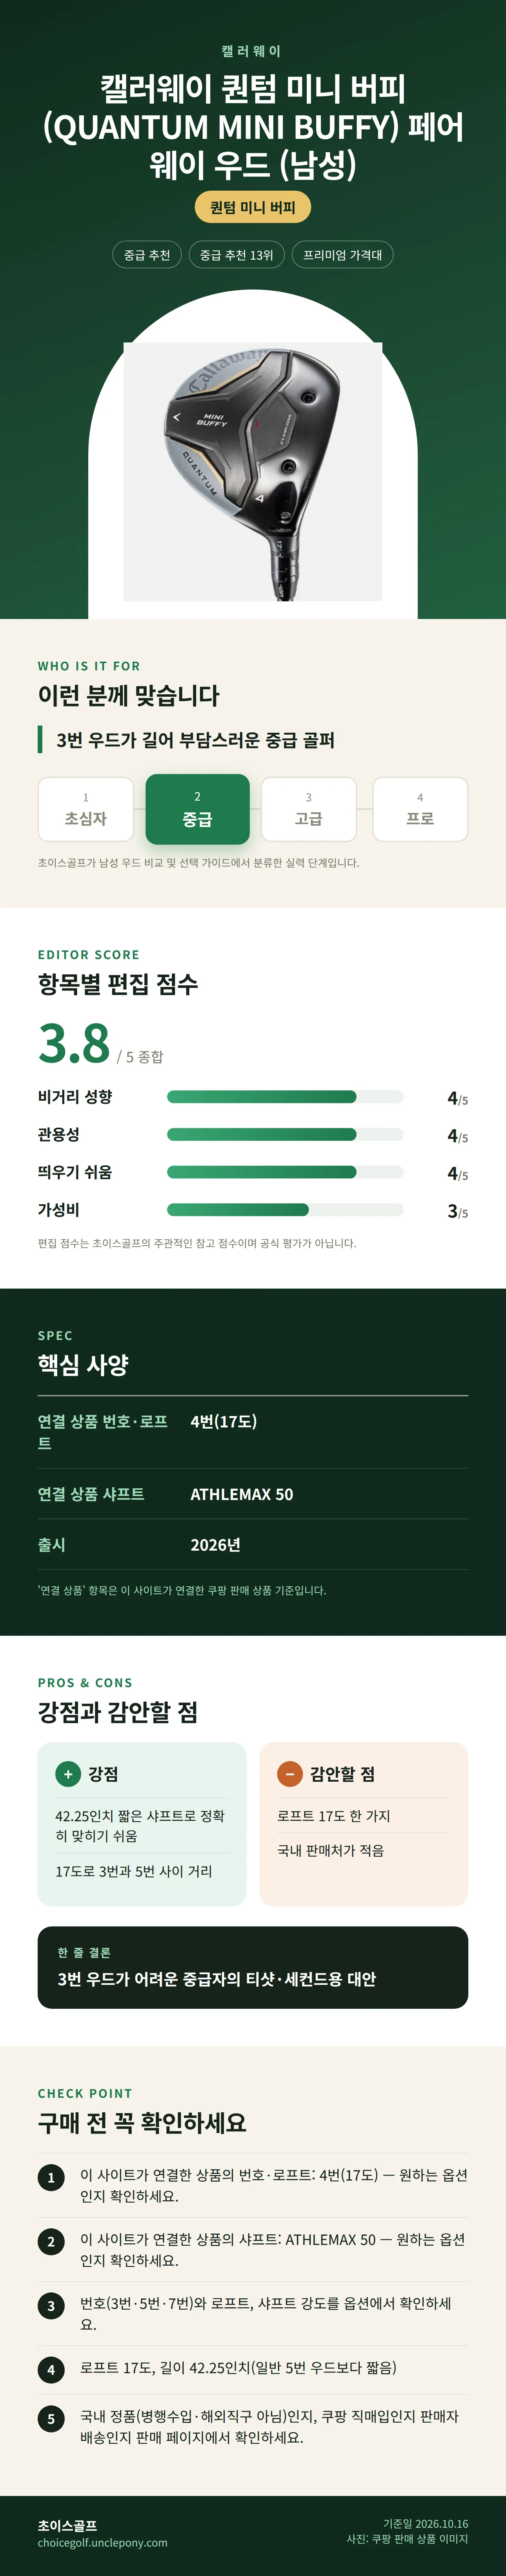 캘러웨이
캘러웨이 퀀텀 미니 버피
(QUANTUM MINI BUFFY) 페어
웨이 우드 (남성)
퀀텀 미니 버피
중급 추천
중급 추천 13위
프리미엄 가격대
Callaway
MINI
BUFFY
QUANTUM
4
WHO IS IT FOR
이런 분께 맞습니다
3번 우드가 길어 부담스러운 중급 골퍼
1
초심자
2
중급
3
고급
4
프로
초이스골프가 남성 우드 비교 및 선택 가이드에서 분류한 실력 단계입니다.
EDITOR SCORE
항목별 편집 점수
3.8 / 5 종합
비거리 성향 4/5
관용성 4/5
띄우기 쉬움 4/5
가성비 3/5
편집 점수는 초이스골프의 주관적인 참고 점수이며 공식 평가가 아닙니다.
SPEC
핵심 사양
연결 상품 번호·로프
트
4번(17도)
연결 상품 샤프트 ATHLEMAX 50
출시 2026년
'연결 상품' 항목은 이 사이트가 연결한 쿠팡 판매 상품 기준입니다.
PROS & CONS
강점과 감안할 점
+ 강점
42.25인치 짧은 샤프트로 정확
히 맞히기 쉬움
17도로 3번과 5번 사이 거리
− 감안할 점
로프트 17도 한 가지
국내 판매처가 적음
한 줄 결론
3번 우드가 어려운 중급자의 티샷·세컨드용 대안
CHECK POINT
구매 전 꼭 확인하세요
1 이 사이트가 연결한 상품의 번호·로프트: 4번(17도) — 원하는 옵션
인지 확인하세요.
2 이 사이트가 연결한 상품의 샤프트: ATHLEMAX 50 — 원하는 옵션
인지 확인하세요.
3 번호(3번·5번·7번)와 로프트, 샤프트 강도를 옵션에서 확인하세
요.
4 로프트 17도, 길이 42.25인치(일반 5번 우드보다 짧음)
5 국내 정품(병행수입·해외직구 아님)인지, 쿠팡 직매입인지 판매자
배송인지 판매 페이지에서 확인하세요.
초이스골프
choicegolf.unclepony.com
기준일 2026.10.16
사진: 쿠팡 판매 상품 이미지